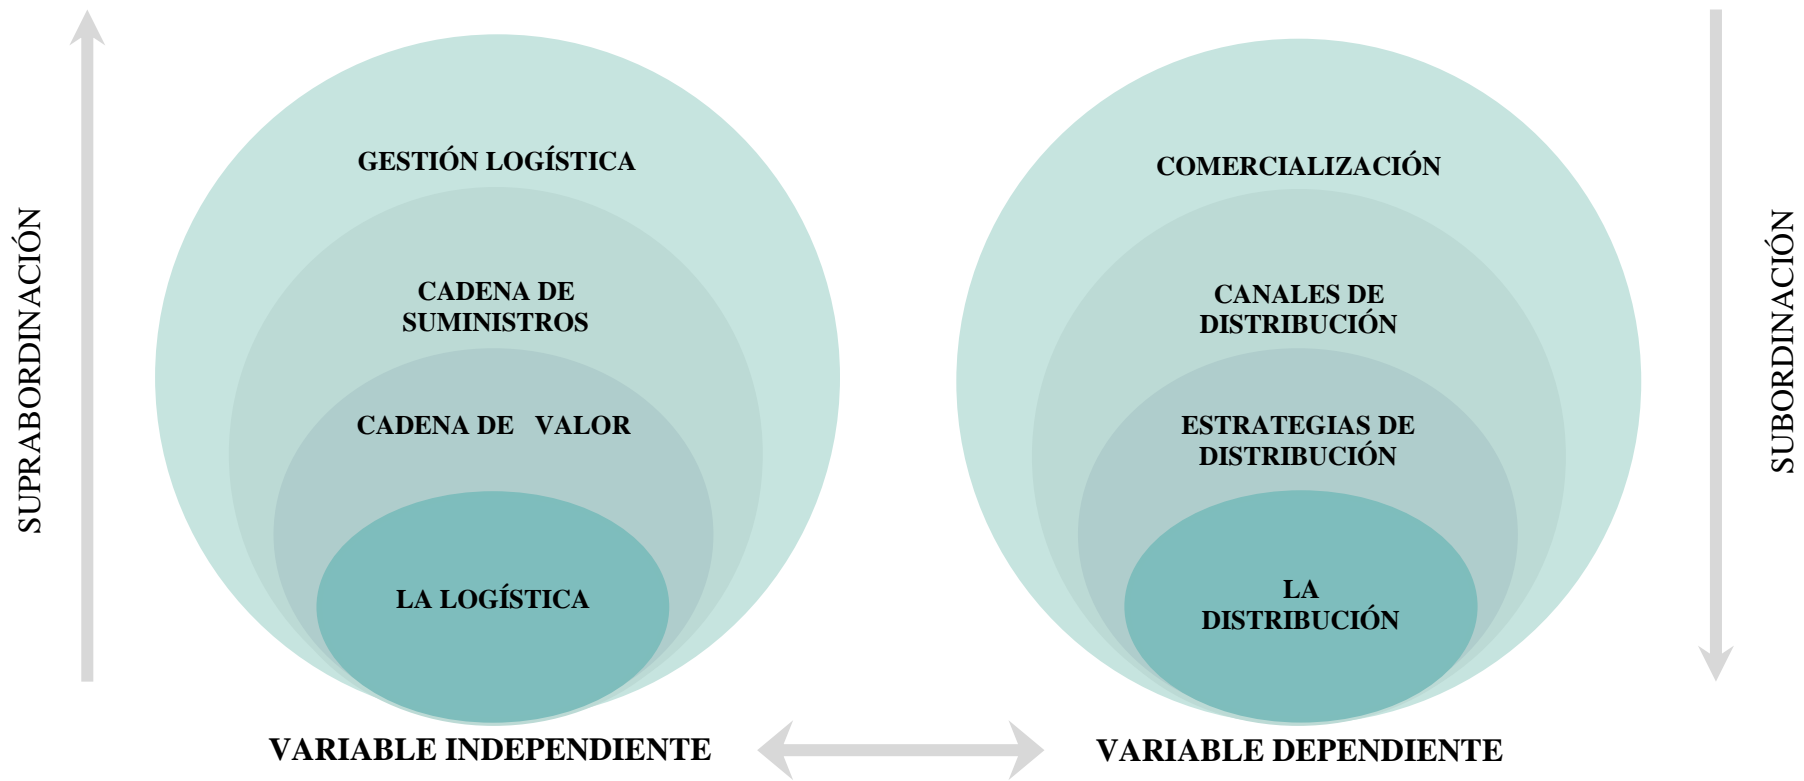 SUPRABORDINACIÓN
GESTIÓN LOGÍSTICA
CADENA DE
SUMINISTROS
CADENA DE VALOR
LA LOGÍSTICA
VARIABLE INDEPENDIENTE
COMERCIALIZACIÓN
CANALES DE
DISTRIBUCIÓN
ESTRATEGIAS DE
DISTRIBUCIÓN
LA
DISTRIBUCIÓN
VARIABLE DEPENDIENTE
SUBORDINACIÓN